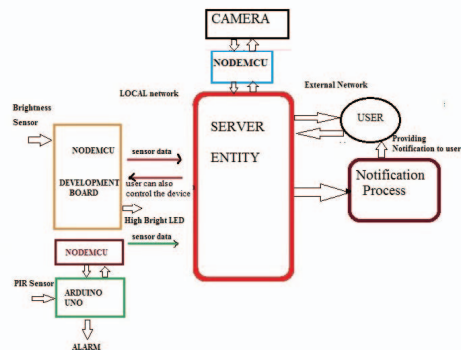 CAMERA
NODEMCU
LOCAL network
External Network
Brightness
Sensor
NODEMCU
DEVELOPMENT
BOARD
sensor data
user can also
control the device
High Bright LED
sensor data
SERVER
ENTITY
USER
Providing
Notification to user
Notification
Process
NODEMCU
PIR Sensor
ARDUINO
UNO
ALARM